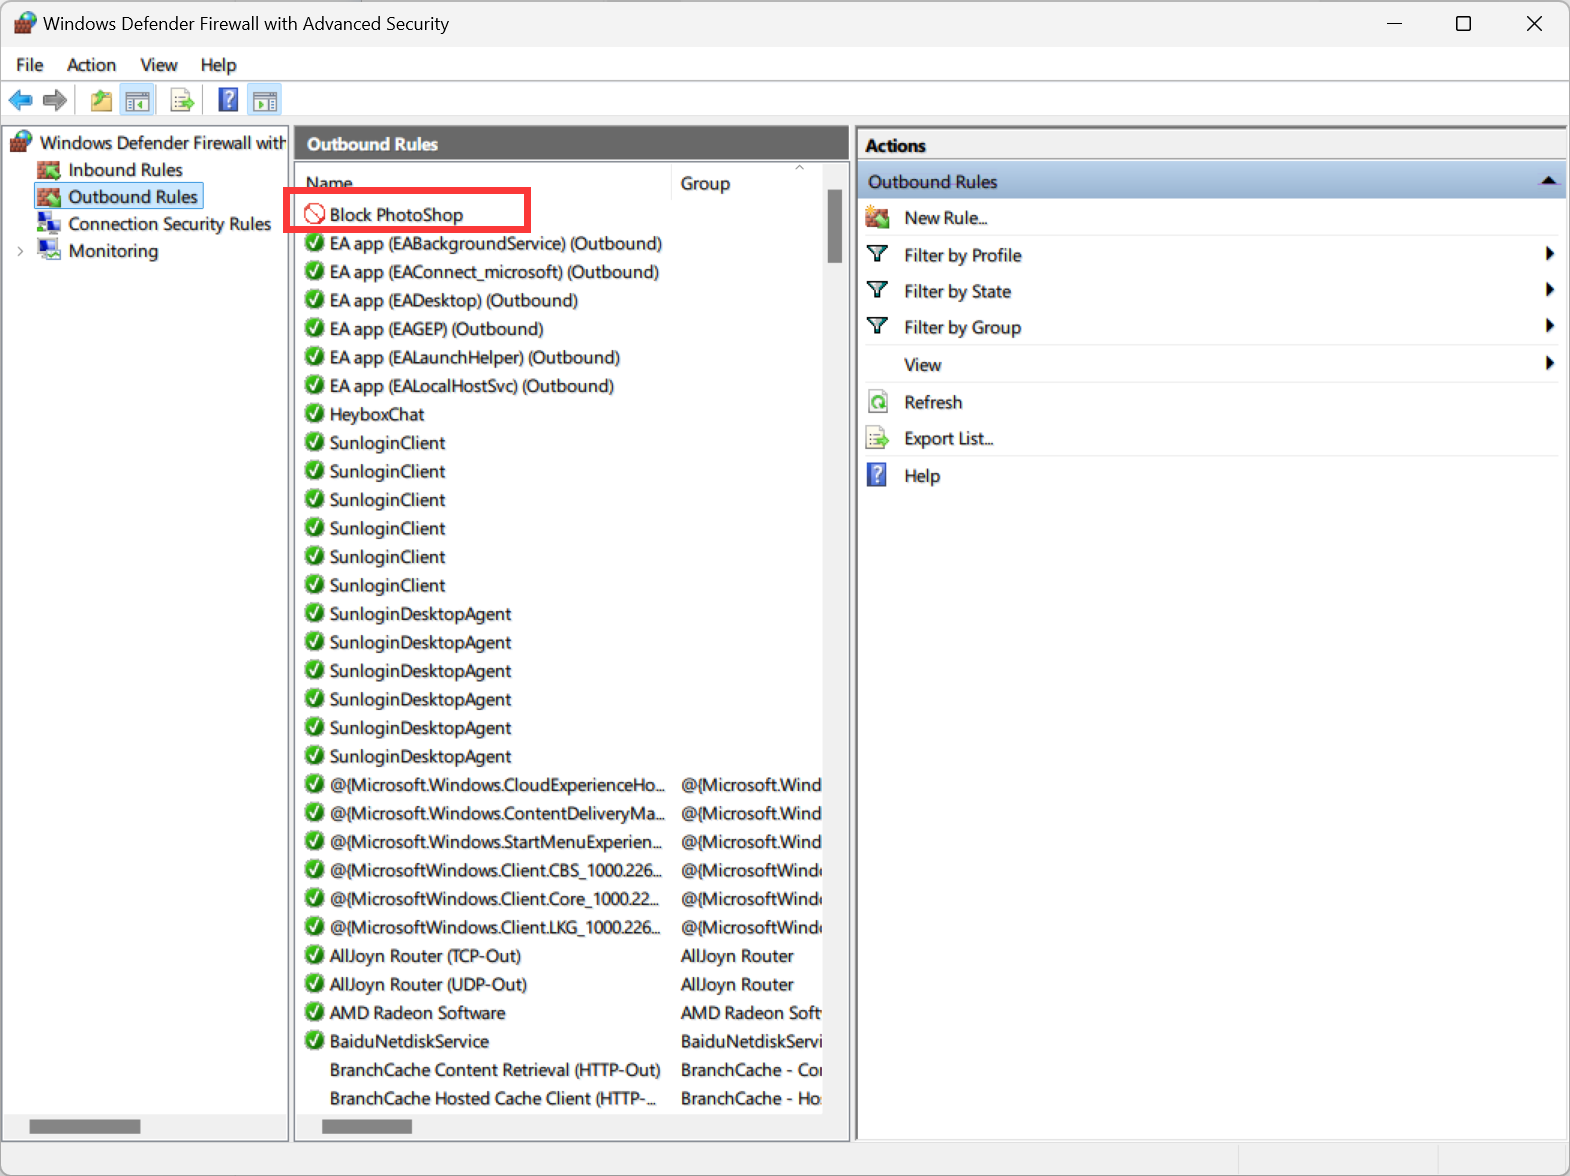 Windows Defender Firewall with Advanced Security
File Action View Help
Windows Defender Firewall with
Inbound Rules
Outbound Rules
Connection Security Rules
Monitoring
Outbound Rules
Name Group
Block PhotoShop
EA app (EABackgroundService) (Outbound)
EA app (EAConnect_microsoft) (Outbound)
EA app (EADesktop) (Outbound)
EA app (EAGEP) (Outbound)
EA app (EALaunchHelper) (Outbound)
EA app (EALocalHostSvc) (Outbound)
HeyboxChat
SunloginClient
SunloginClient
SunloginClient
SunloginClient
SunloginClient
SunloginClient
SunloginDesktopAgent
SunloginDesktopAgent
SunloginDesktopAgent
SunloginDesktopAgent
SunloginDesktopAgent
SunloginDesktopAgent
@{Microsoft.Windows.CloudExperienceHo... @{Microsoft.Wind
@{Microsoft.Windows.ContentDeliveryMa... @{Microsoft.Wind
@{Microsoft.Windows.StartMenuExperien... @{Microsoft.Wind
@{MicrosoftWindows.Client.CBS_1000.226... @{MicrosoftWind
@{MicrosoftWindows.Client.Core_1000.22... @{MicrosoftWind
@{MicrosoftWindows.Client.LKG_1000.226... @{MicrosoftWind
AllJoyn Router (TCP-Out) AllJoyn Router
AllJoyn Router (UDP-Out) AllJoyn Router
AMD Radeon Software AMD Radeon Soft
BaiduNetdiskService BaiduNetdiskServi
BranchCache Content Retrieval (HTTP-Out) BranchCache - Co
BranchCache Hosted Cache Client (HTTP-... BranchCache - Ho
Actions
Outbound Rules
New Rule...
Filter by Profile
Filter by State
Filter by Group
View
Refresh
Export List...
Help